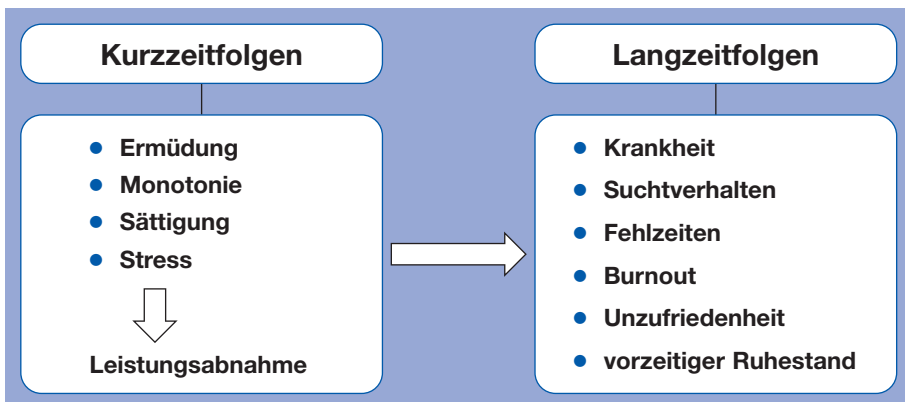 Kurzzeitfolgen
Ermüdung
Monotonie
Sättigung
Stress
Leistungsabnahme
Langzeitfolgen
Krankheit
Suchtverhalten
Fehlzeiten
Burnout
Unzufriedenheit
vorzeitiger Ruhestand